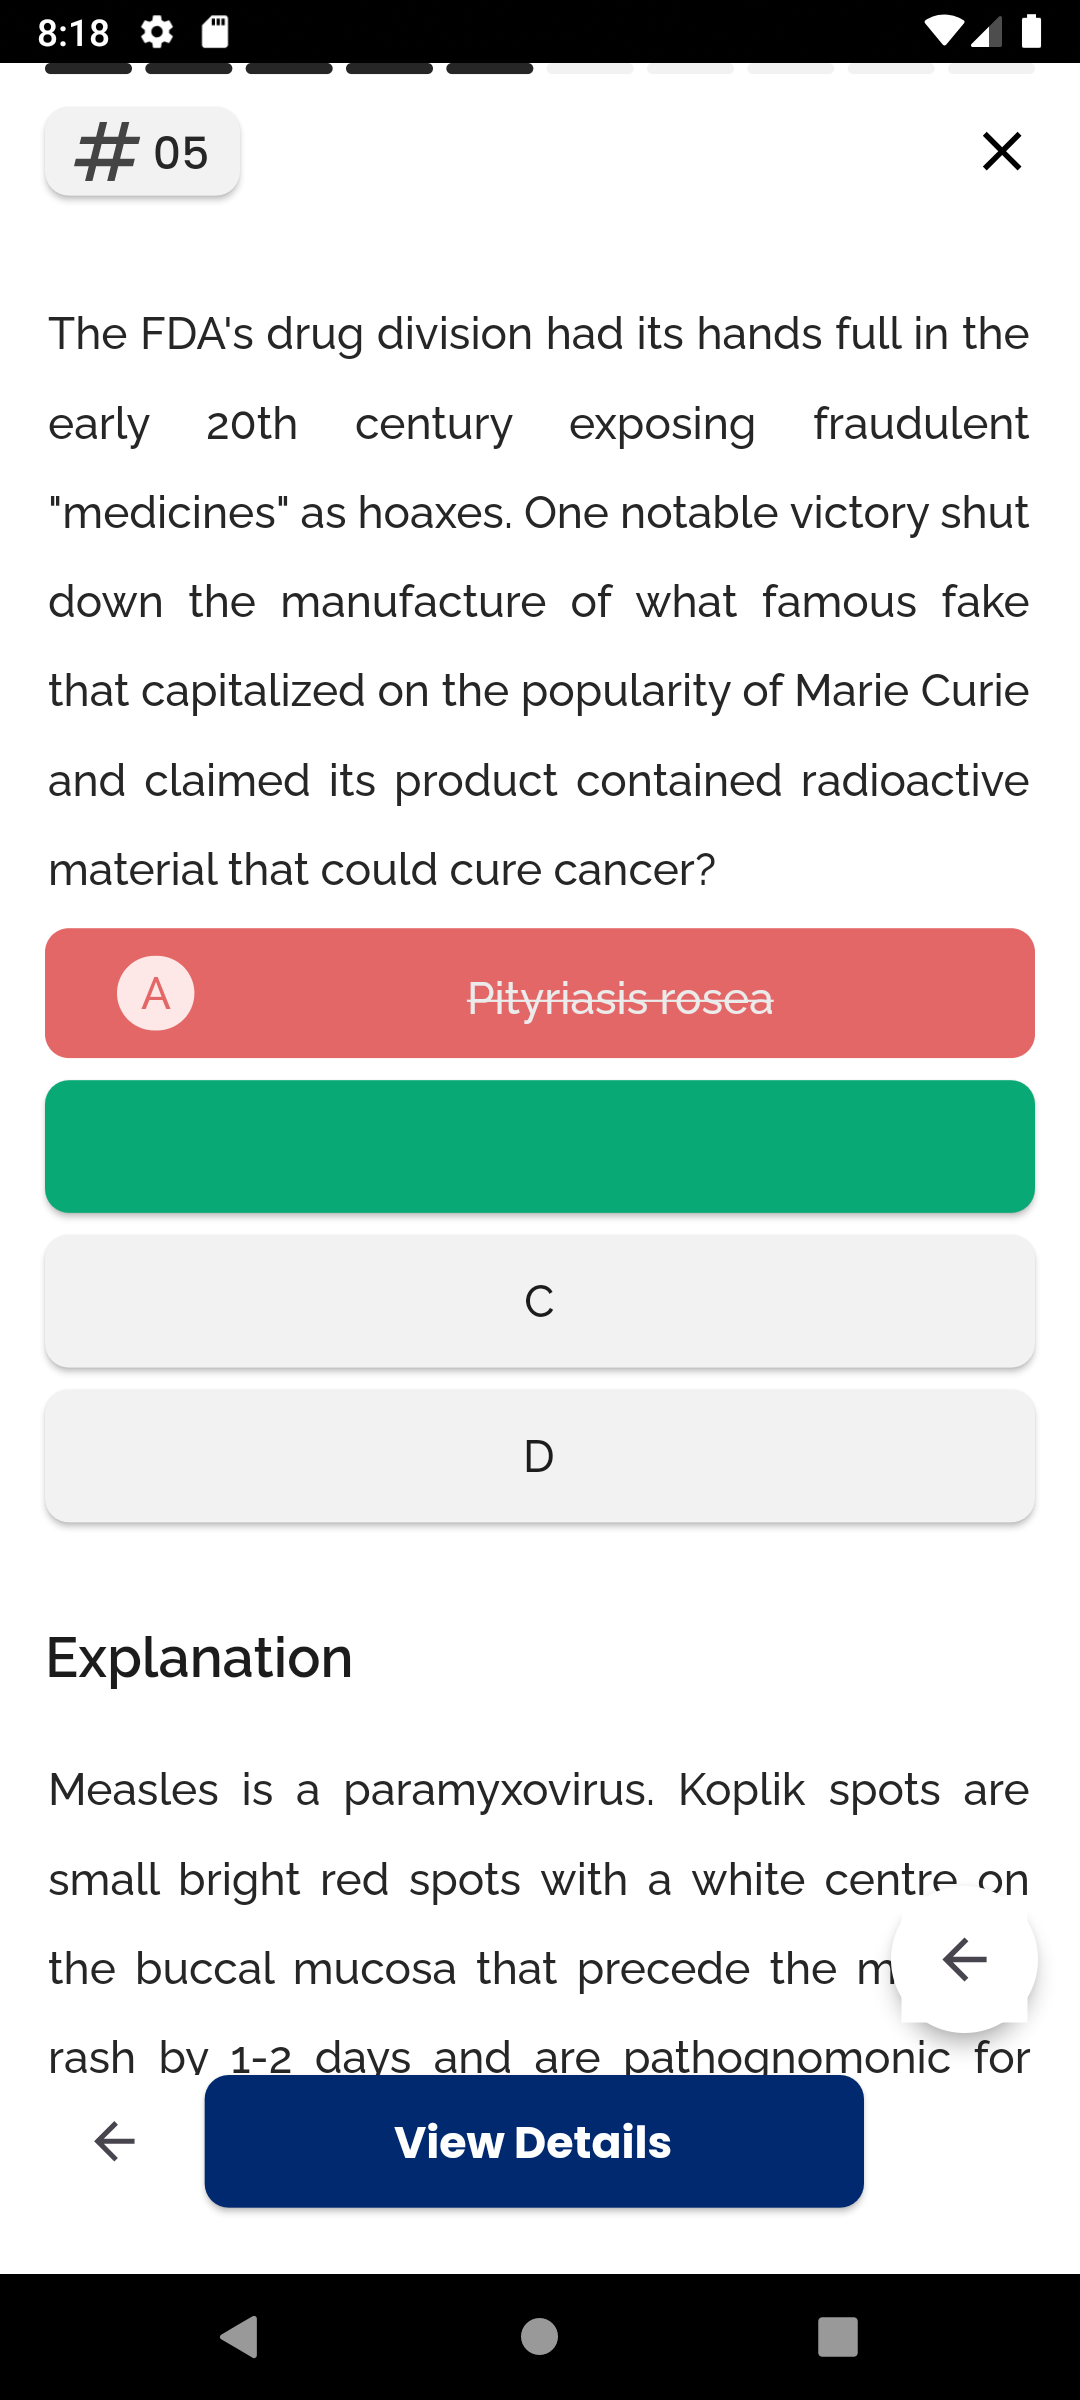 8:18
# 05
The FDA's drug division had its hands full in the
early 20th century exposing fraudulent
"medicines" as hoaxes. One notable victory shut
down the manufacture of what famous fake
that capitalized on the popularity of Marie Curie
and claimed its product contained radioactive
material that could cure cancer?
A Pityriasis rosea
C
D
Explanation
Measles is a paramyxovirus. Koplik spots are
small bright red spots with a white centre on
the buccal mucosa that precede the
rash by 1-2 days and are pathognomonic for
View Details